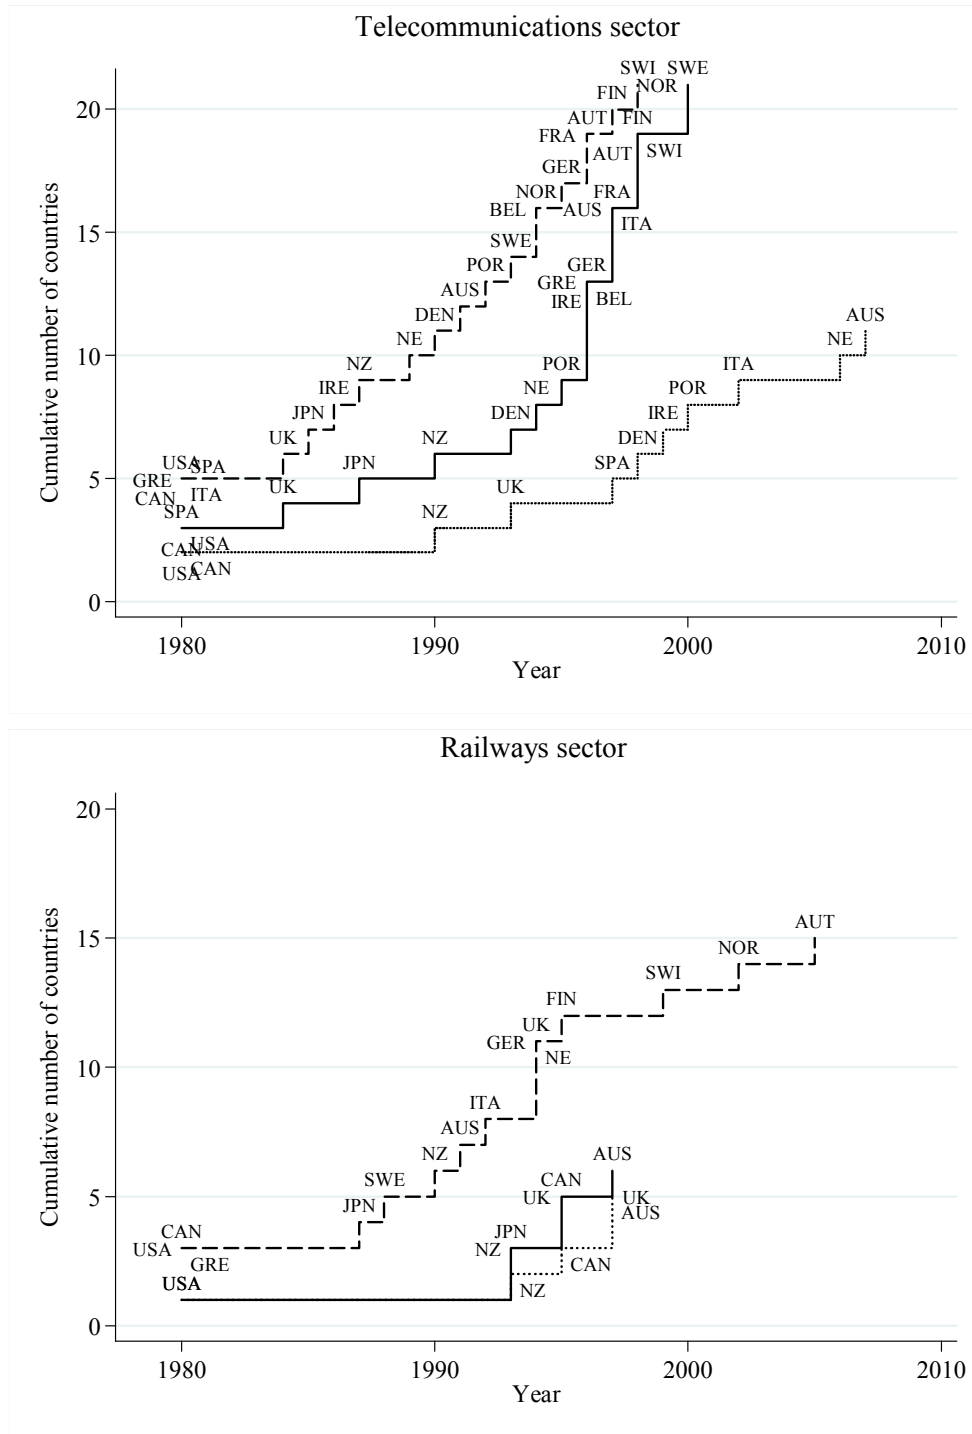 Telecommunications sector
SWI SWE
FIN NOR
20
AUT FIN
FRA
AUT SWI
GER
NOR FRA
BEL AUS
15
ITA
SWE
POR GER
GRE
AUS IRE BEL
DEN AUS
NE NE
10
NZ POR ITA
IRE NE POR
JPN DEN IRE
UK NZ DEN
USA SPA JPN SPA
GRE
5
CAN ITA UK UK
SPA NZ
USA
CAN
CAN
USA
0
1980 1990 2000 2010
Year
Cumulative number of countries
Railways sector
20
AUT
15
NOR
SWI
FIN
UK
GER
NE
10
ITA
AUS
NZ AUS
SWE CAN
5
UK UK
JPN AUS
CAN JPN
USA NZ
GRE CAN
USA NZ
0
1980 1990 2000 2010
Year
Cumulative number of countries